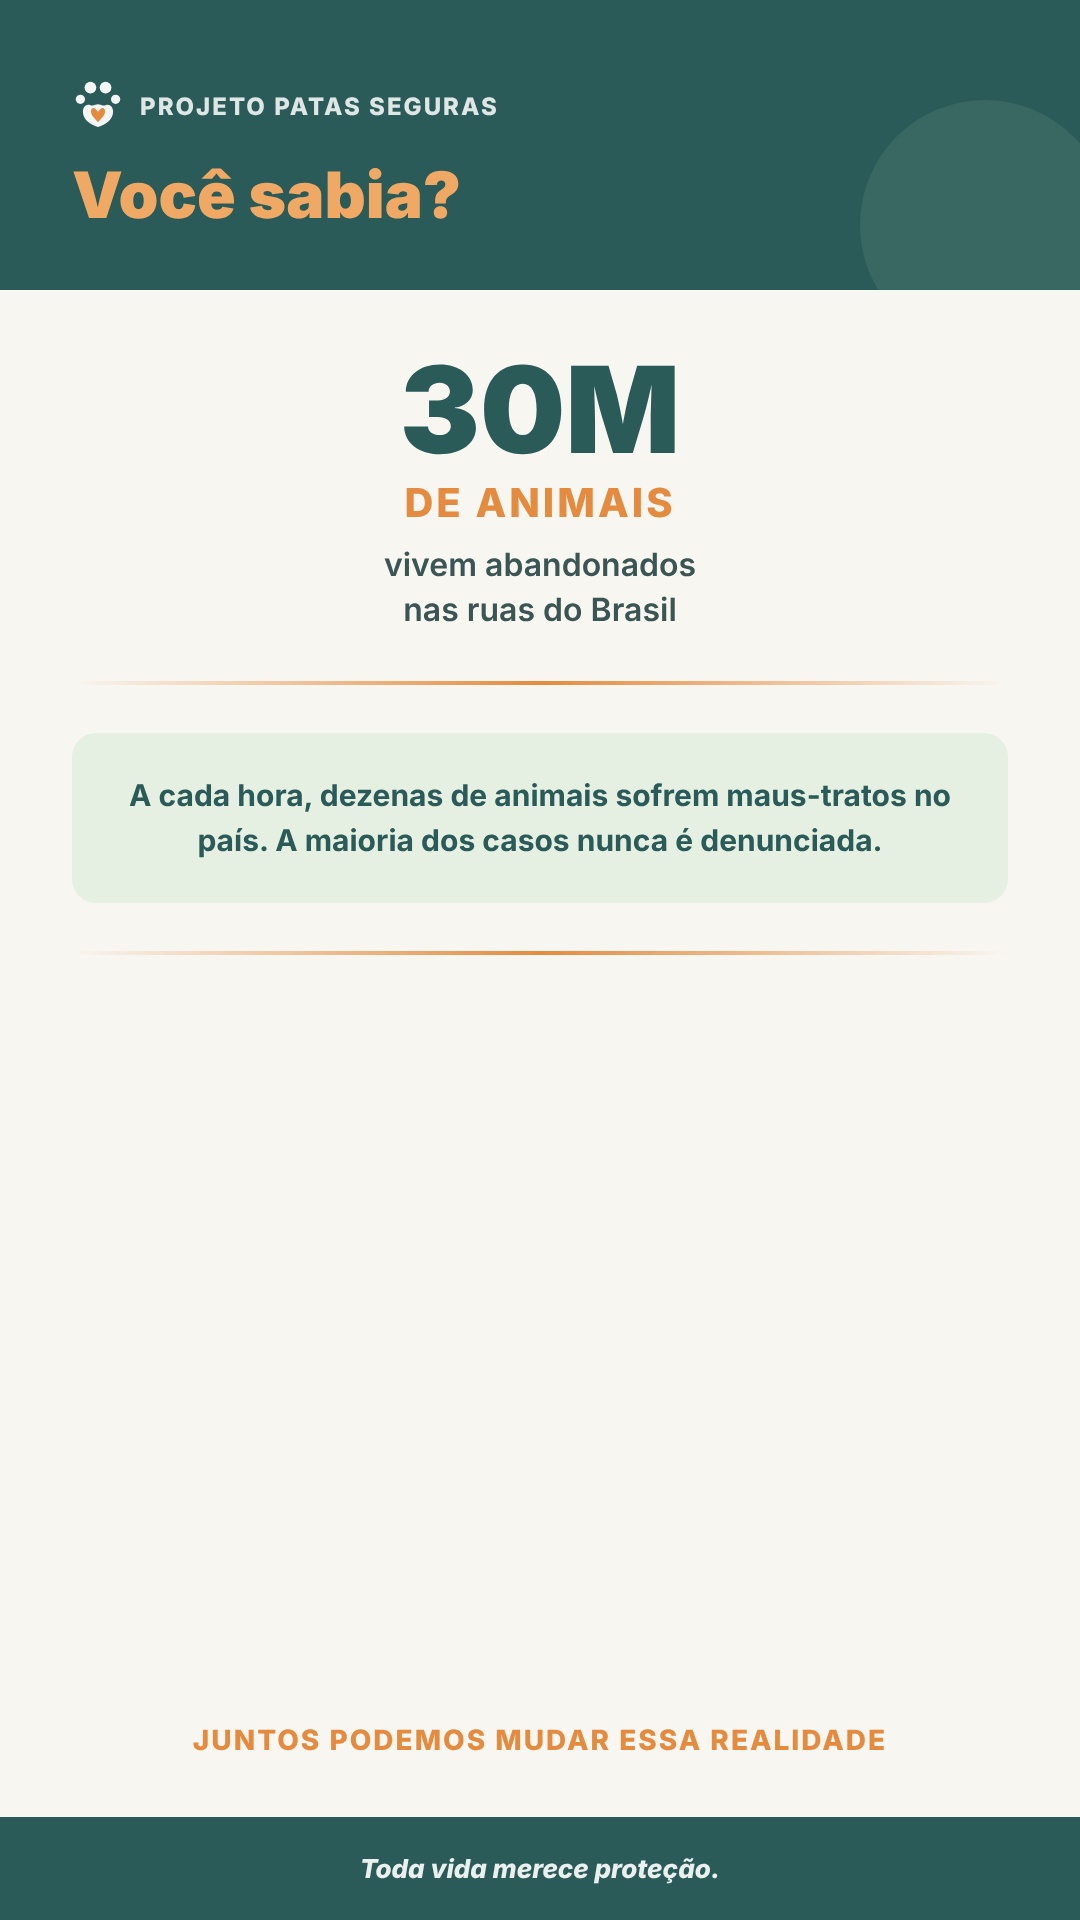 PROJETO PATAS SEGURAS
Você sabia?
30M
DE ANIMAIS
vivem abandonados
nas ruas do Brasil
A cada hora, dezenas de animais sofrem maus-tratos no
país. A maioria dos casos nunca é denunciada.
JUNTOS PODEMOS MUDAR ESSA REALIDADE
Toda vida merece proteção.